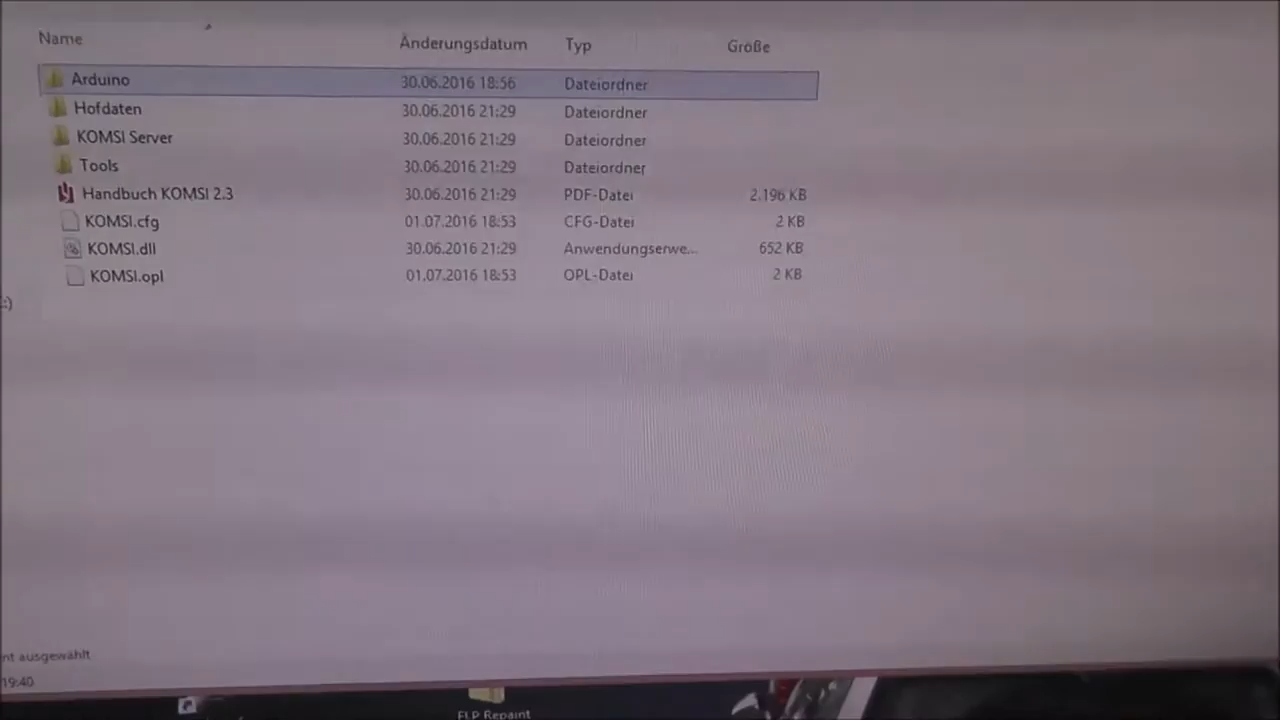 Name Änderungsdatum Typ Größe
Arduino 30.06.2016 18:56 Dateiordner
Hofdaten 30.06.2016 21:29 Dateiordner
KOMSI Server 30.06.2016 21:29 Dateiordner
Tools 30.06.2016 21:29 Dateiordner
Handbuch KOMSI 2.3 30.06.2016 21:29 PDF-Datei 2.196 KB
KOMSI.cfg 01.07.2016 18:53 CFG-Datei 2 KB
KOMSI.dll 30.06.2016 21:29 Anwendungserwe... 652 KB
KOMSI.opl 01.07.2016 18:53 OPL-Datei 2 KB
:)
nt ausgewählt
19:40
FLP Repaint